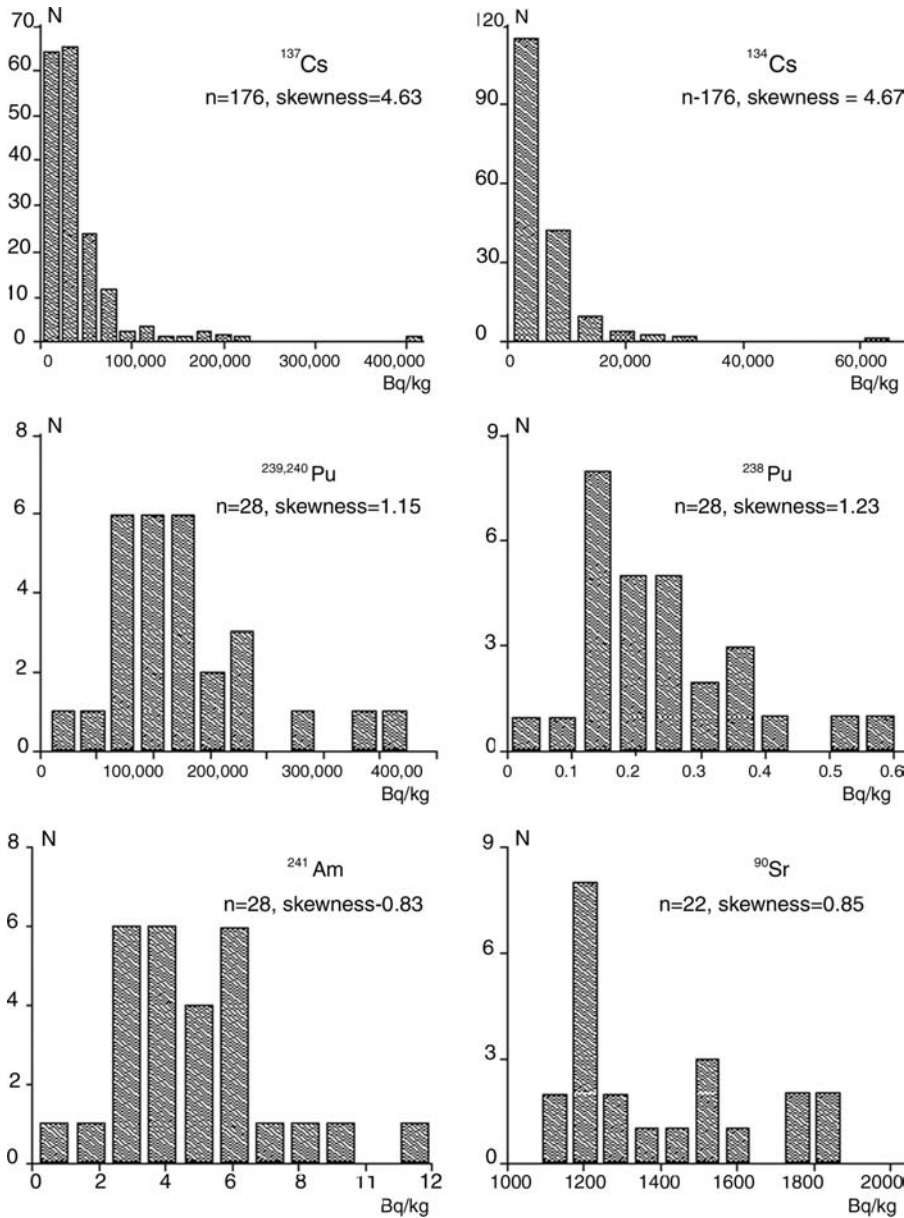 N
70
60
50
40
30
20
10
0
137Cs
n=176, skewness=4.63
0 100,000 200,000 300,000 400,000
Bq/kg
N
120
90
60
30
0
134Cs
n-176, skewness = 4.67
0 20,000 40,000 60,000
Bq/kg
N
8
6
4
2
0
239,240Pu
n=28, skewness=1.15
0 100,000 200,000 300,000 400,00
Bq/kg
N
9
6
3
0
238Pu
n=28, skewness=1.23
0 0.1 0.2 0.3 0.4 0.5 0.6
Bq/kg
N
8
6
4
2
0
241Am
n=28, skewness-0.83
0 2 4 6 8 11 12
Bq/kg
N
9
6
3
0
90Sr
n=22, skewness=0.85
1000 1200 1400 1600 1800 2000
Bq/kg